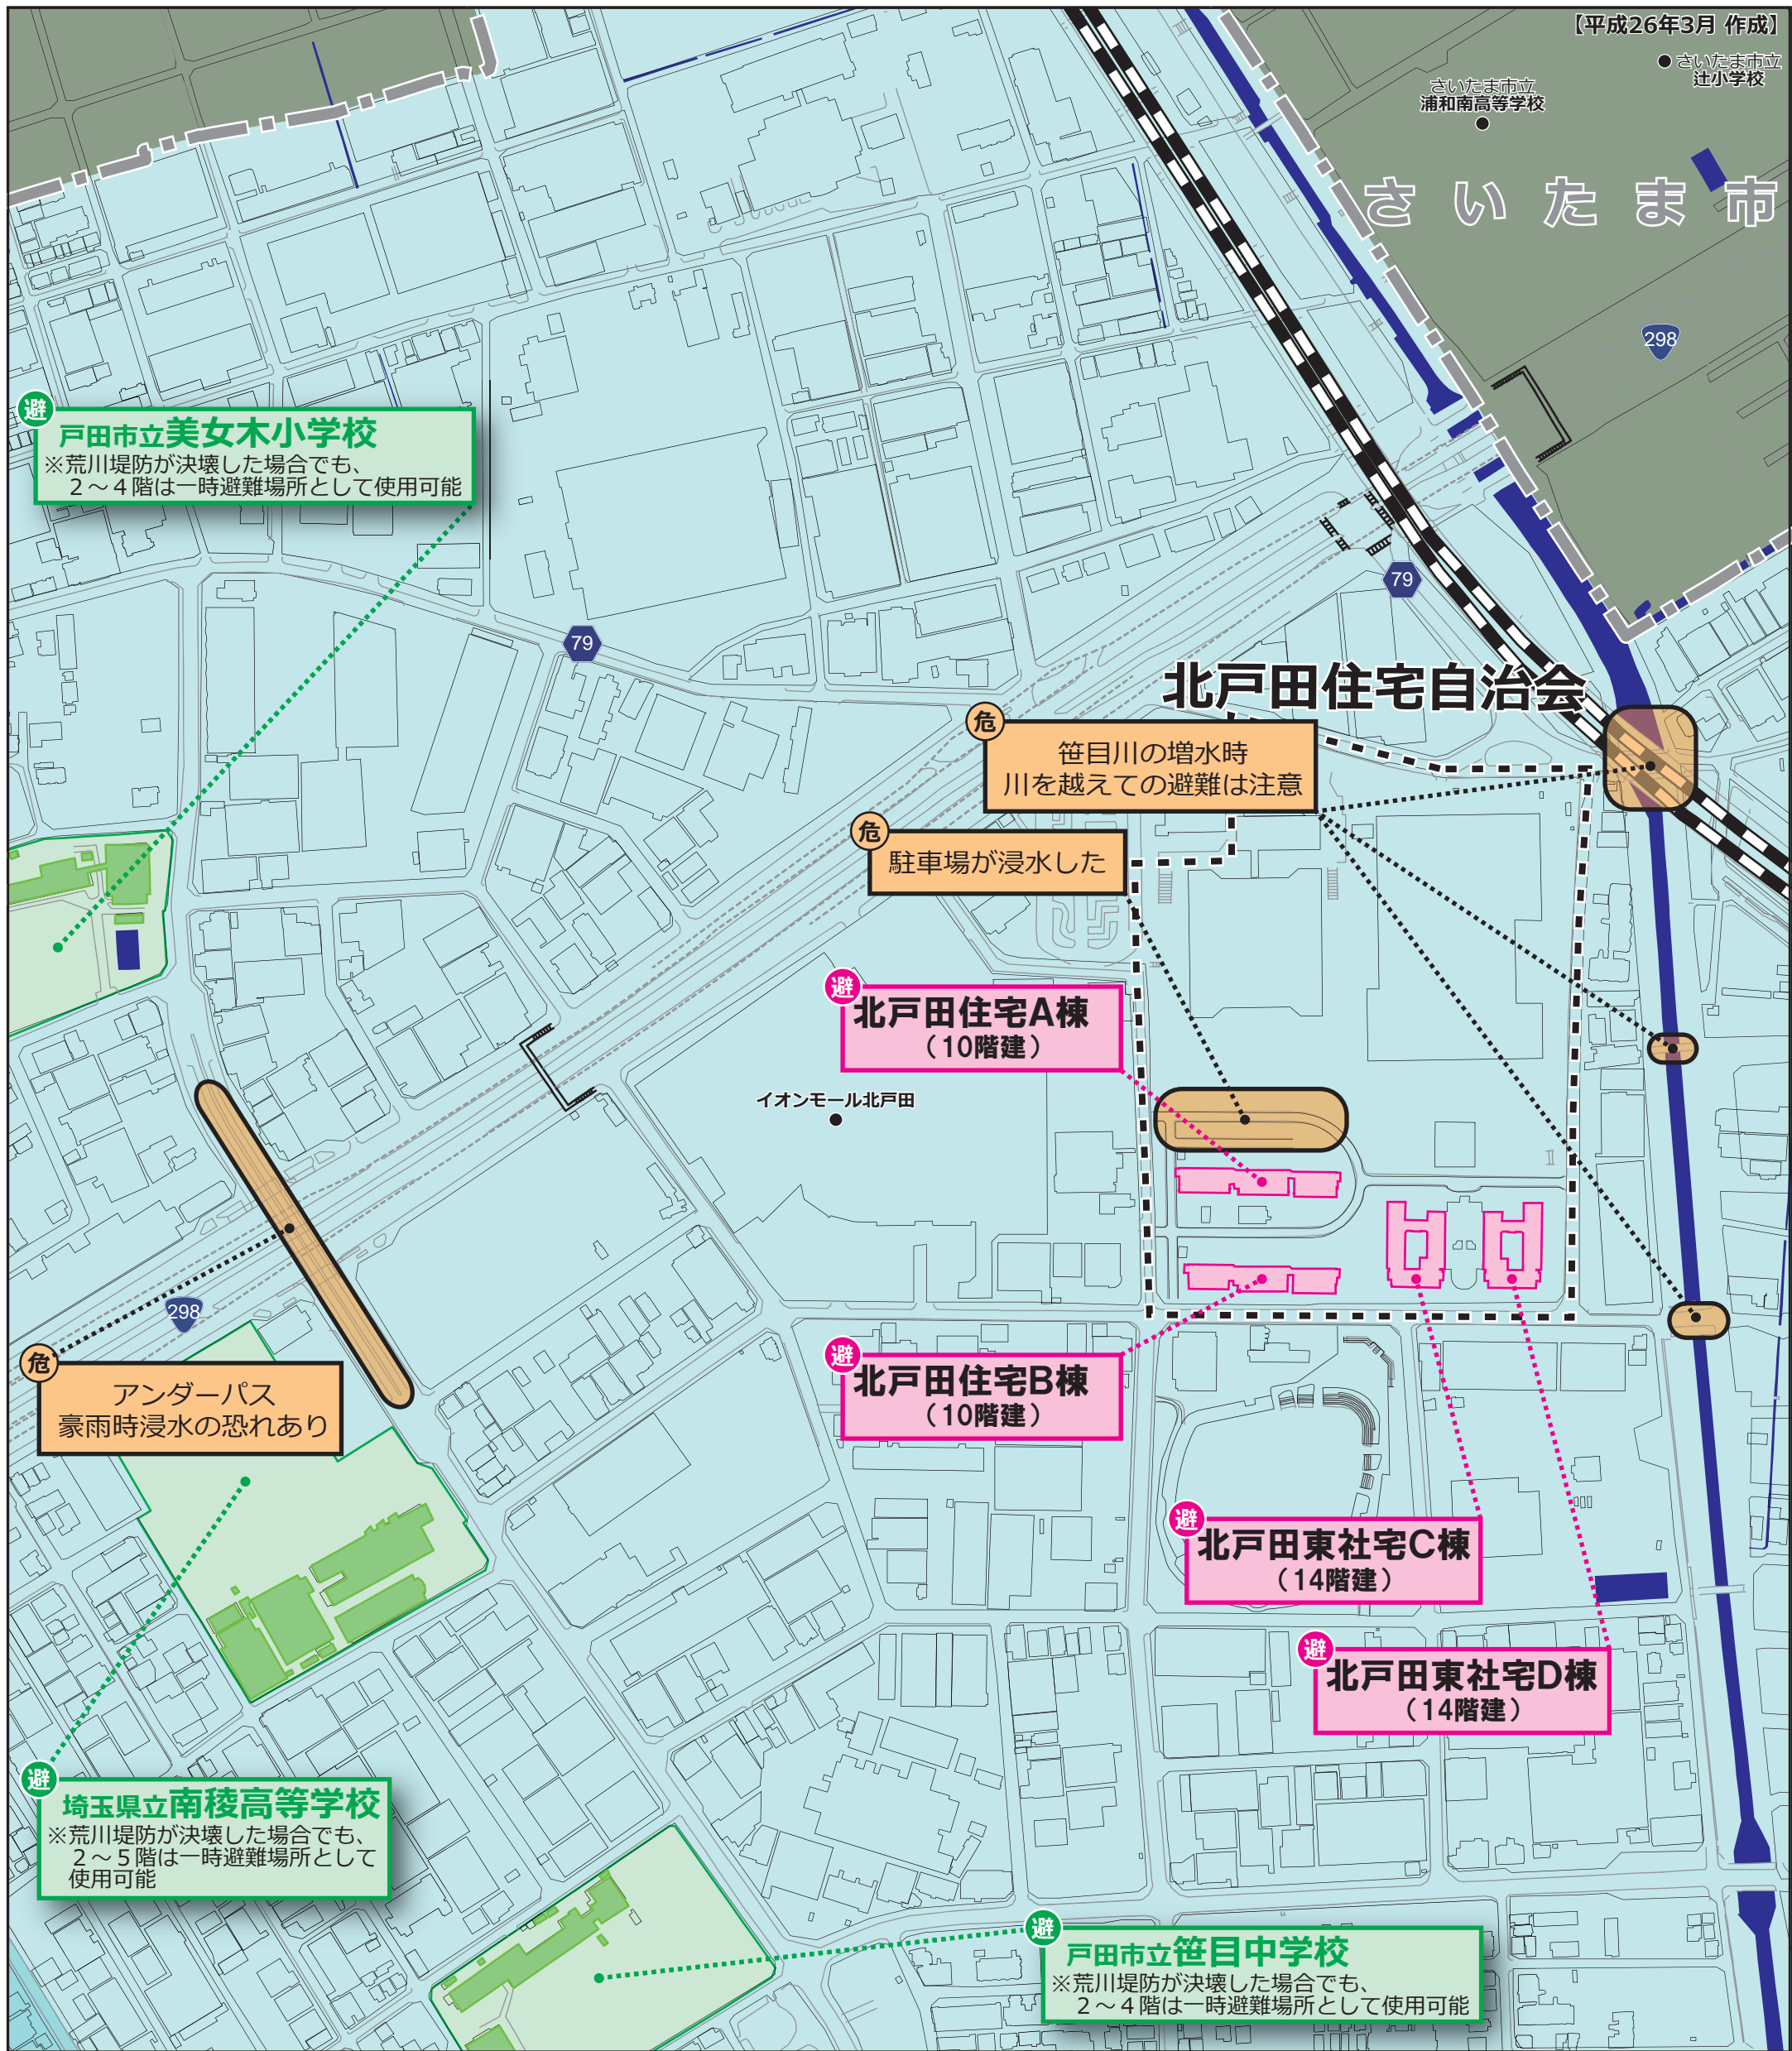 【平成26年3月 作成】
さいたま市立
辻小学校
さいたま市立
浦和南高等学校
さいたま市
298
避
戸田市立美女木小学校
※荒川堤防が決壊した場合でも、
2～4階は一時避難場所として使用可能
79
79
北戸田住宅自治会
危
笹目川の増水時
川を越えての避難は注意
危
駐車場が浸水した
避
北戸田住宅A棟
（10階建）
イオンモール北戸田
298
危
アンダーパス
豪雨時浸水の恐れあり
避
北戸田住宅B棟
（10階建）
避
北戸田東社宅C棟
（14階建）
避
北戸田東社宅D棟
（14階建）
避
埼玉県立南稜高等学校
※荒川堤防が決壊した場合でも、
2～5階は一時避難場所として
使用可能
避
戸田市立笹目中学校
※荒川堤防が決壊した場合でも、
2～4階は一時避難場所として使用可能